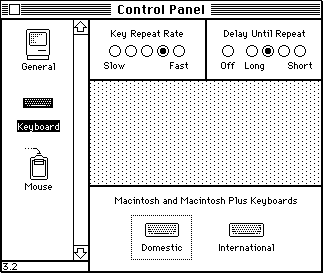 Control Panel
General
Keyboard
Mouse
3.2
Key Repeat Rate
Slow Fast
Delay Until Repeat
Off Long Short
Macintosh and Macintosh Plus Keyboards
Domestic International